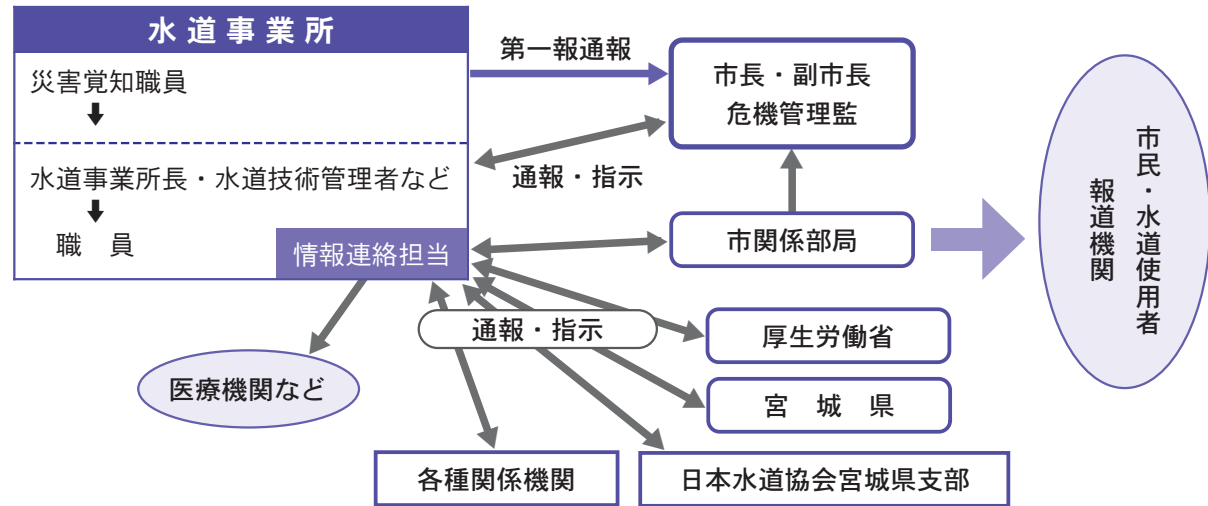 水道事業所
災害覚知職員
水道事業所長・水道技術管理者など
職　員
情報連絡担当
第一報通報
市長・副市長
危機管理監
通報・指示
市関係部局
市民・水道使用者
報道機関
通報・指示
厚生労働省
宮　城　県
医療機関など
各種関係機関
日本水道協会宮城県支部